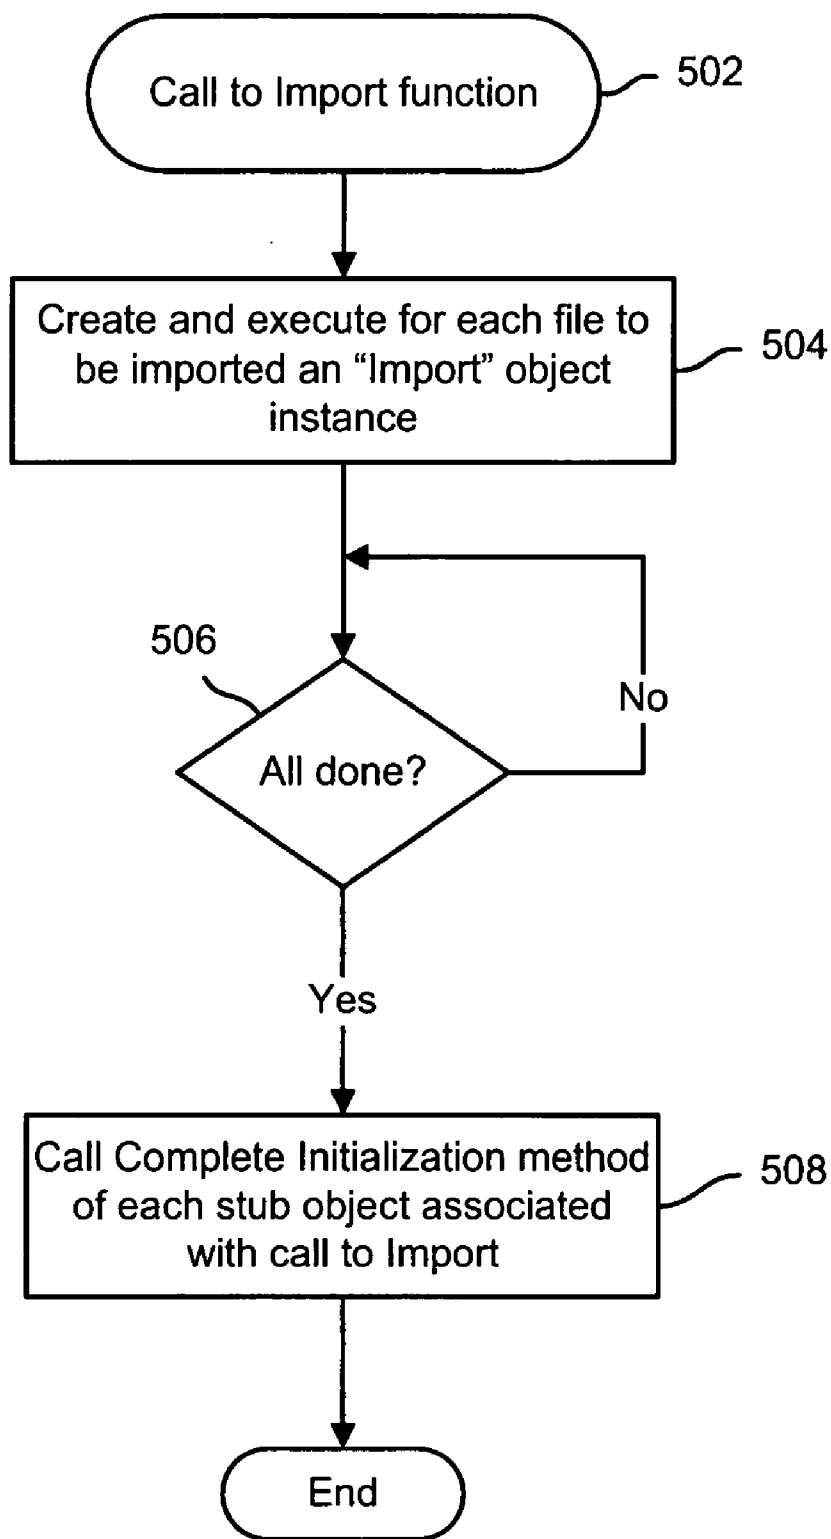 Call to Import function
502
Create and execute for each file to
be imported an “Import” object
instance
504
506
All done?
No
Yes
Call Complete Initialization method
of each stub object associated
with call to Import
508
End